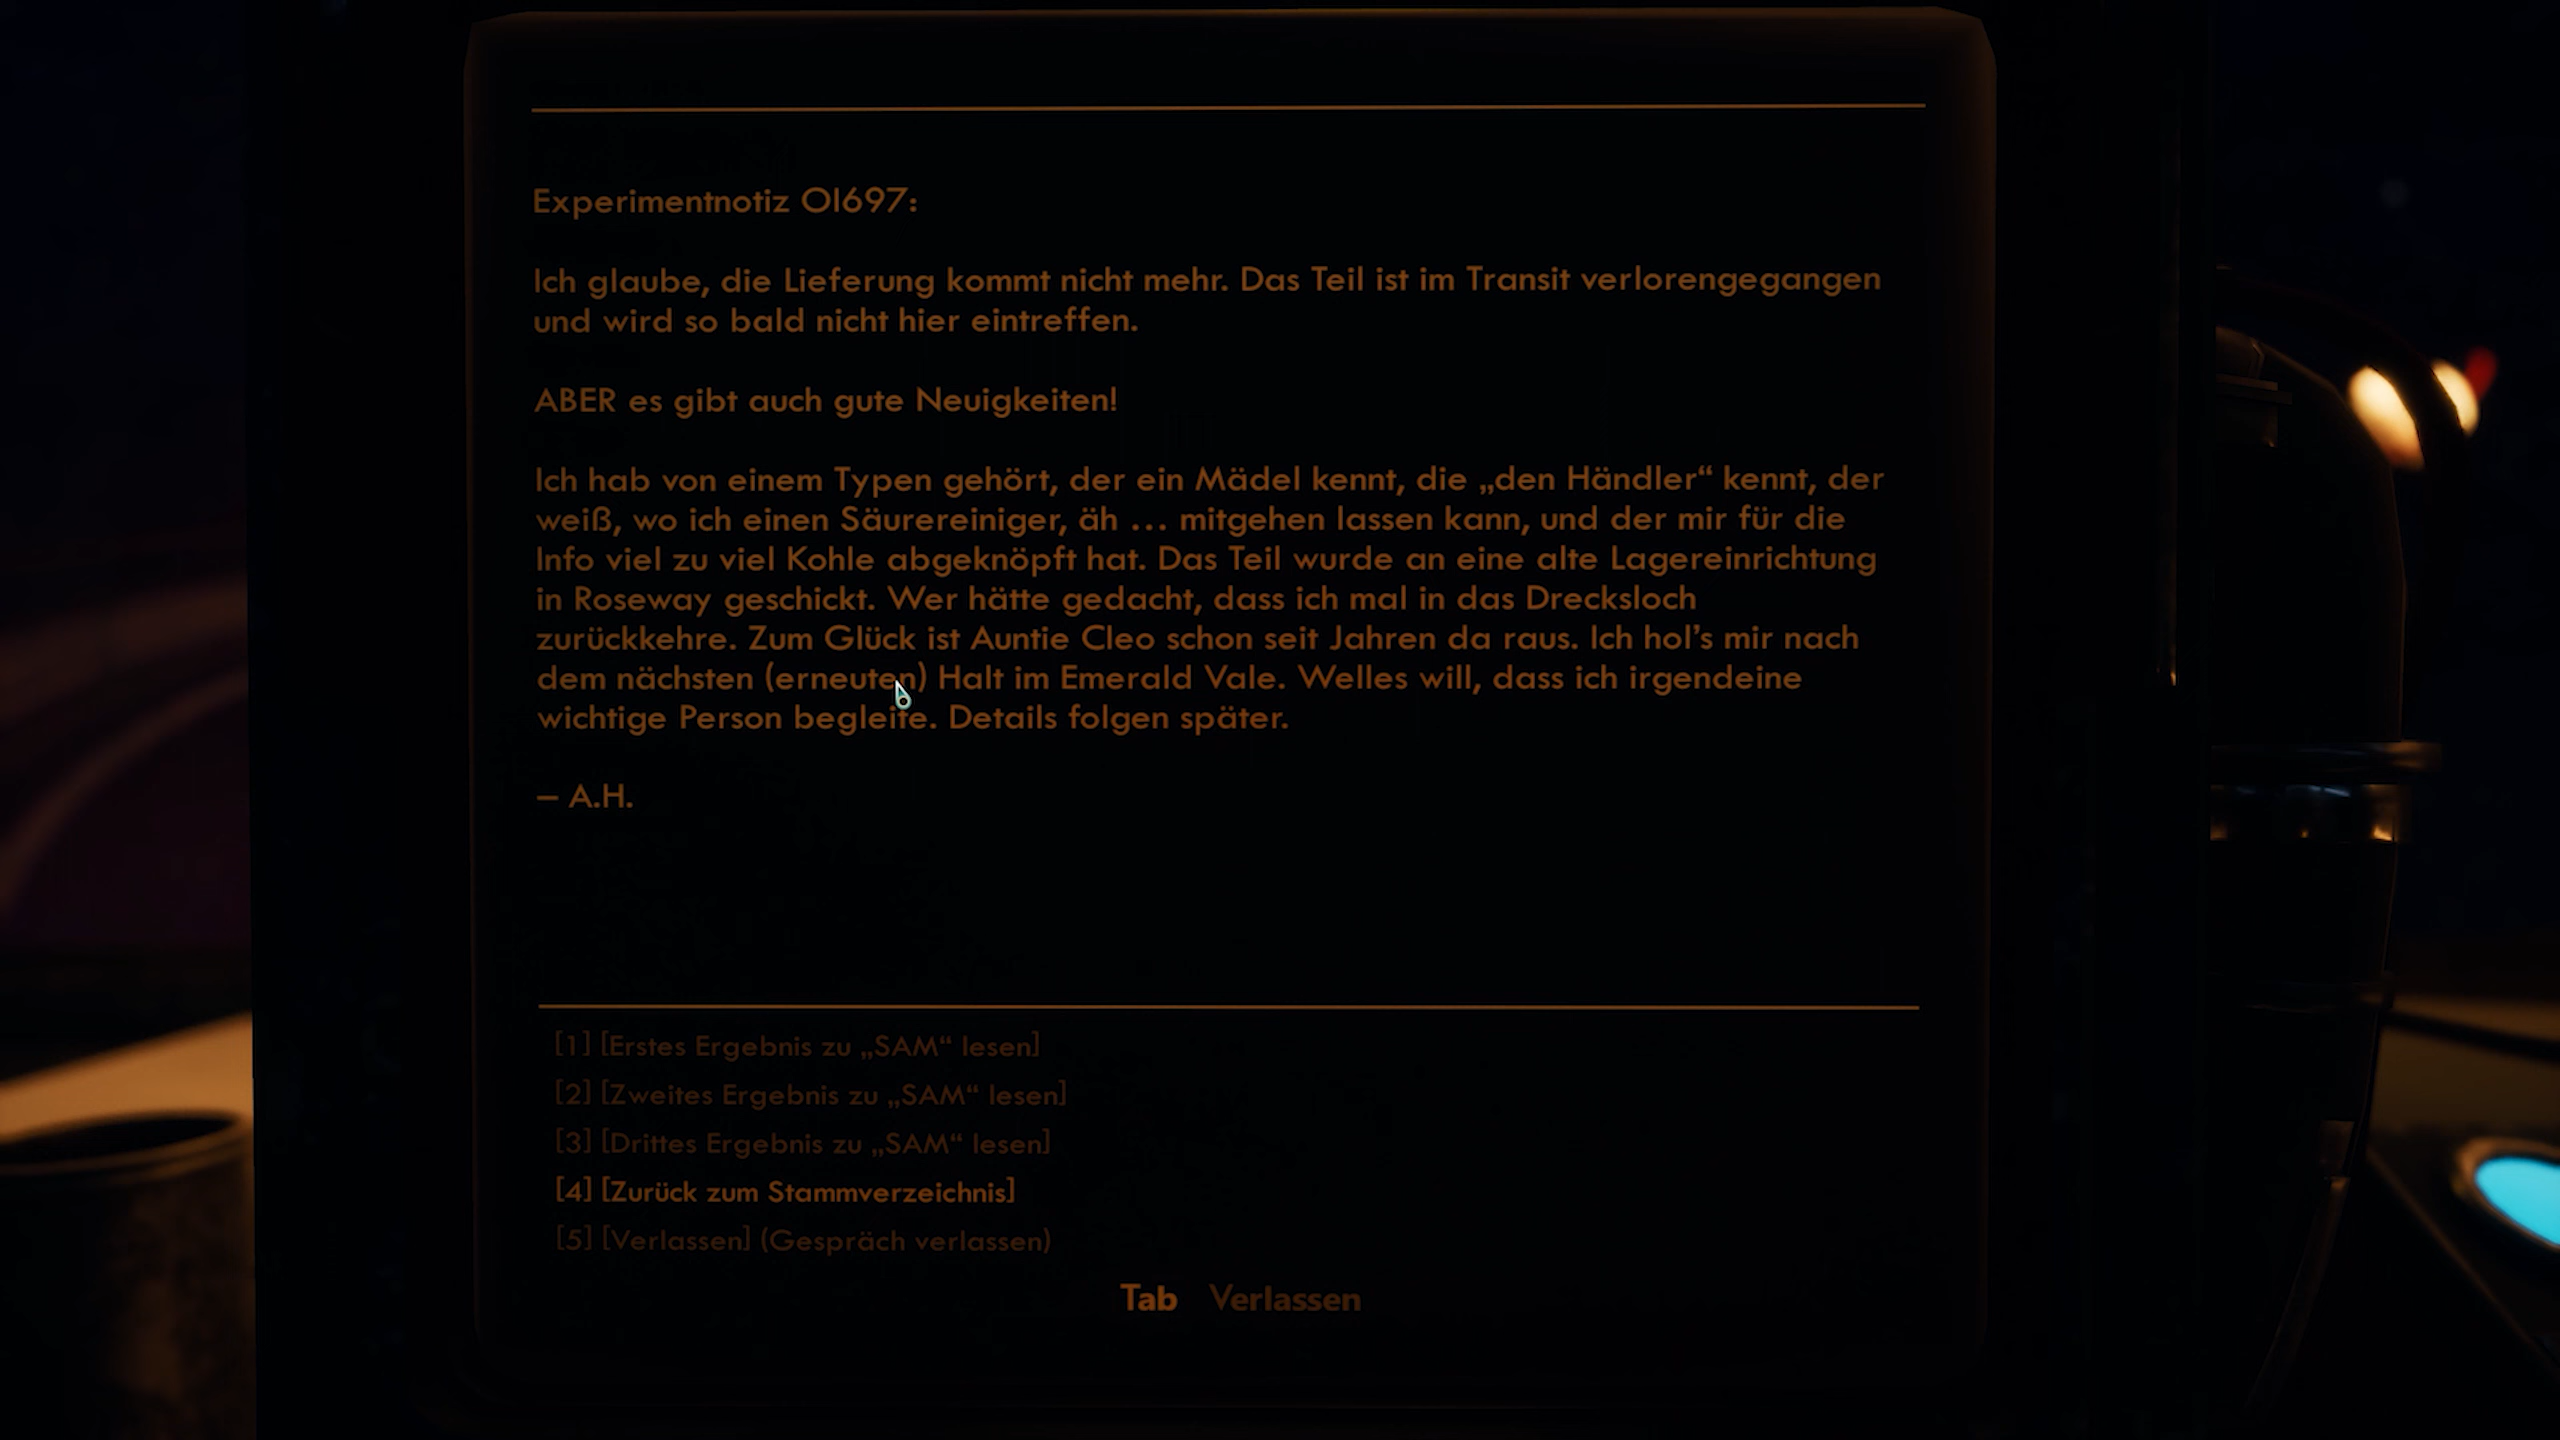 Experimentnotiz 01697:
Ich glaube, die Lieferung kommt nicht mehr. Das Teil ist im Transit verlorengegangen
und wird so bald nicht hier eintreffen.
ABER es gibt auch gute Neuigkeiten!
Ich hab von einem Typen gehört, der ein Mädel kennt, die „den Händler“ kennt, der
weiß, wo ich einen Säurereiniger, äh … mitgehen lassen kann, und der mir für die
Info viel zu viel Kohle abgeknöpft hat. Das Teil wurde an eine alte Lagereinrichtung
in Roseway geschickt. Wer hätte gedacht, dass ich mal in das Drecksloch
zurückkehre. Zum Glück ist Auntie Cleo schon seit Jahren da raus. Ich hol’s mir nach
dem nächsten (erneuten) Halt im Emerald Vale. Welles will, dass ich irgendeine
wichtige Person begleite. Details folgen später.
– A.H.
[1] [Erstes Ergebnis zu „SAM“ lesen]
[2] [Zweites Ergebnis zu „SAM“ lesen]
[3] [Drittes Ergebnis zu „SAM“ lesen]
[4] [Zurück zum Stammverzeichnis]
[5] [Verlassen] (Gespräch verlassen)
Tab Verlassen